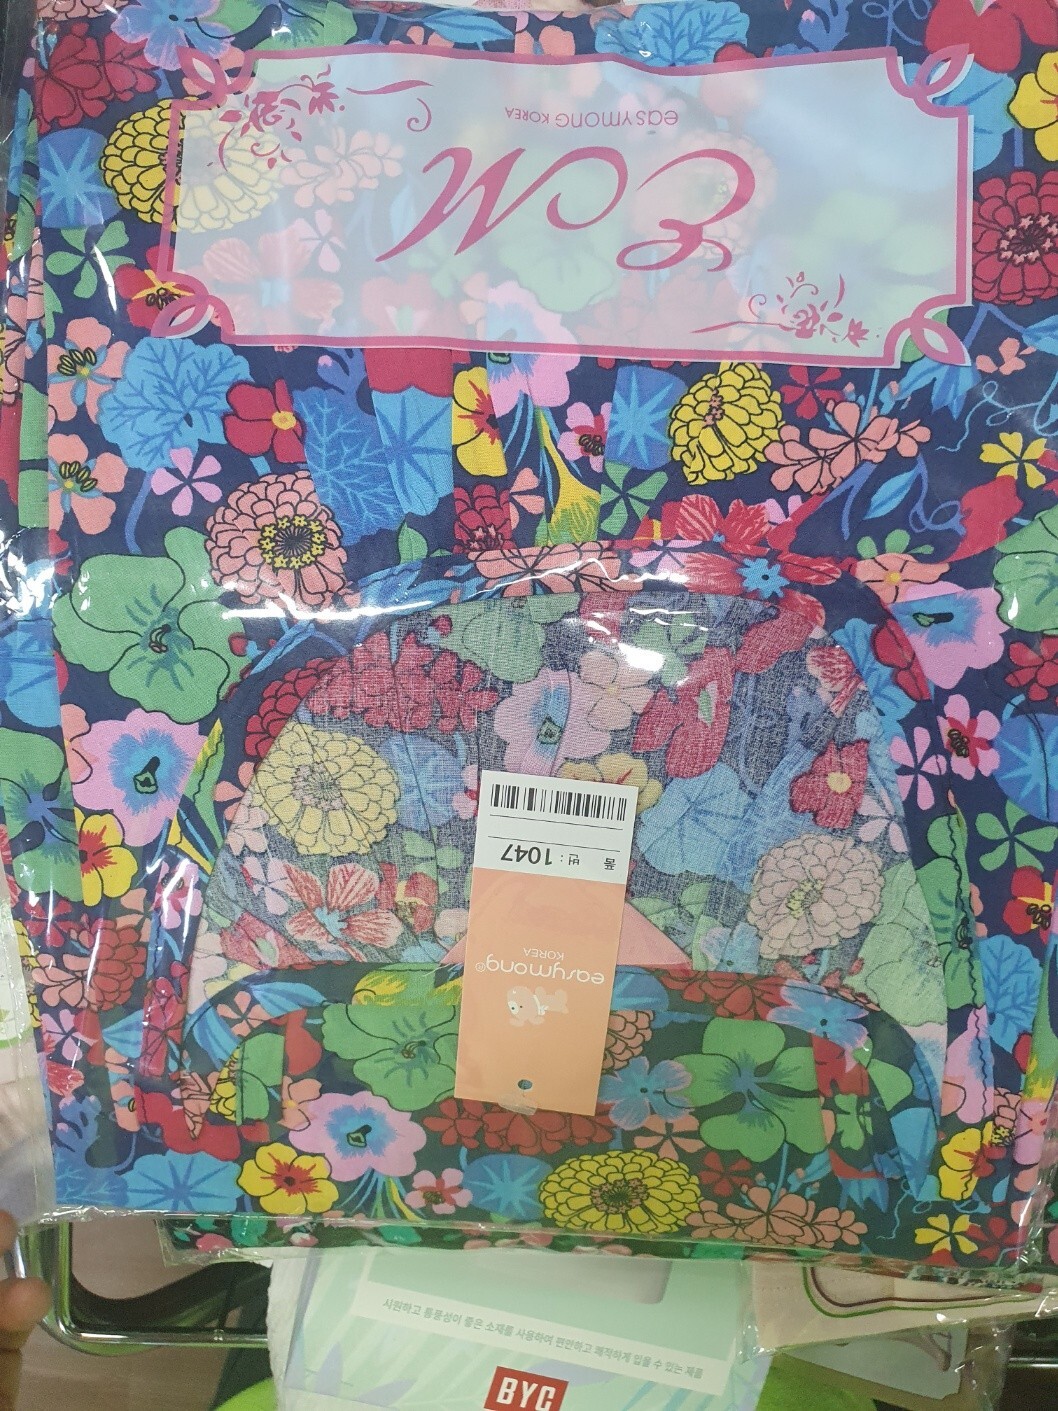 easymong KOREA
EM
품 번 : 1047
easymong®
KOREA
시원하고 통풍성이 좋은 소재를 사용하여 편안하고 쾌적하게 입을 수 있는 제품
BYC